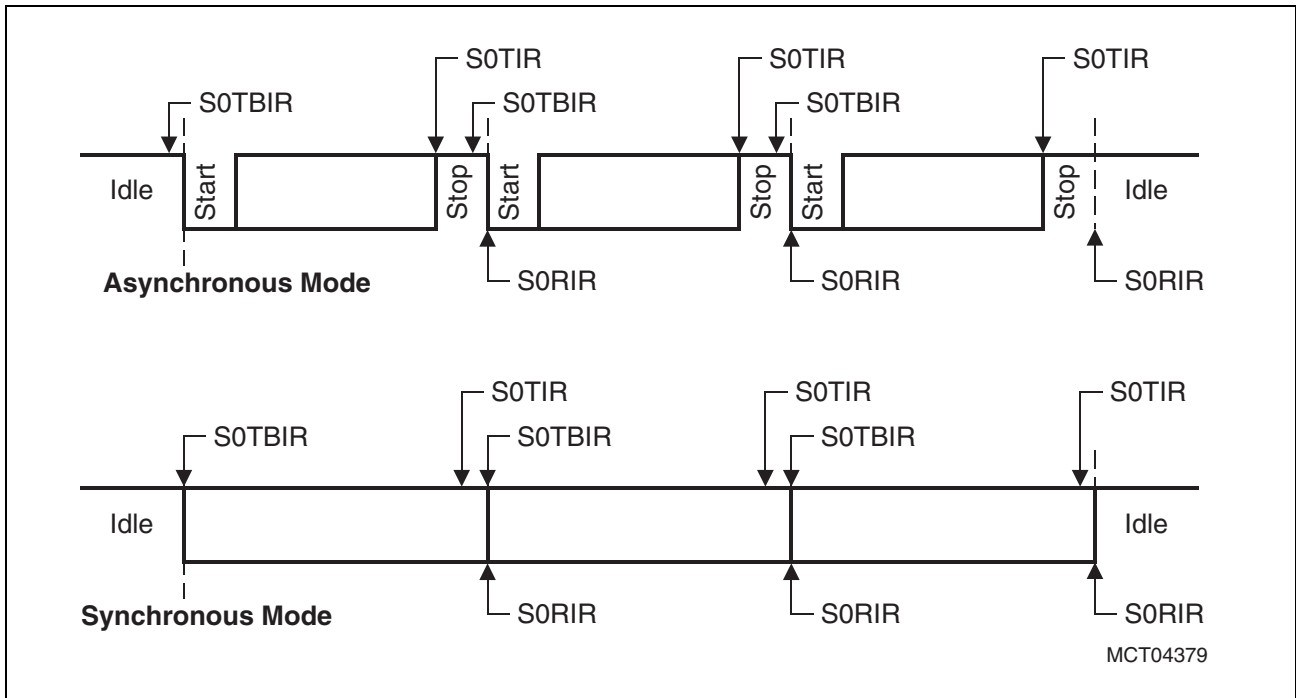 S0TIR S0TIR S0TIR
S0TBIR S0TBIR S0TBIR
Idle Start Stop Start Stop Start Stop Idle
Asynchronous Mode S0RIR S0RIR S0RIR
S0TIR S0TIR S0TIR
S0TBIR S0TBIR S0TBIR
Idle Idle
Synchronous Mode S0RIR S0RIR S0RIR
MCT04379